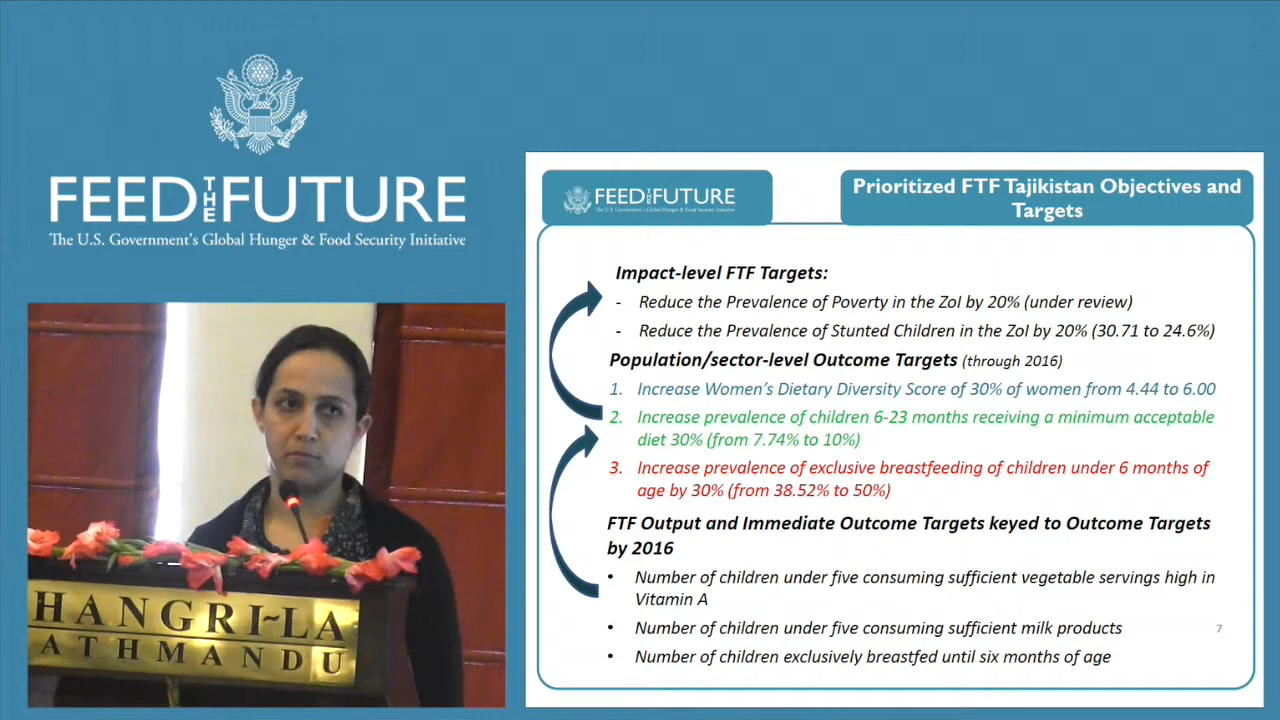 FEED THE FUTURE
The U.S. Government's Global Hunger & Food Security Initiative
HANGRI~LA
ATHMANDU
FEED THE FUTURE
The U.S. Government's Global Hunger & Food Security Initiative
Prioritized FTF Tajikistan Objectives and
Targets
Impact-level FTF Targets:
- Reduce the Prevalence of Poverty in the ZoI by 20% (under review)
- Reduce the Prevalence of Stunted Children in the ZoI by 20% (30.71 to 24.6%)
Population/sector-level Outcome Targets (through 2016)
1. Increase Women's Dietary Diversity Score of 30% of women from 4.44 to 6.00
2. Increase prevalence of children 6-23 months receiving a minimum acceptable
diet 30% (from 7.74% to 10%)
3. Increase prevalence of exclusive breastfeeding of children under 6 months of
age by 30% (from 38.52% to 50%)
FTF Output and Immediate Outcome Targets keyed to Outcome Targets
by 2016
• Number of children under five consuming sufficient vegetable servings high in
Vitamin A
• Number of children under five consuming sufficient milk products
7
• Number of children exclusively breastfed until six months of age